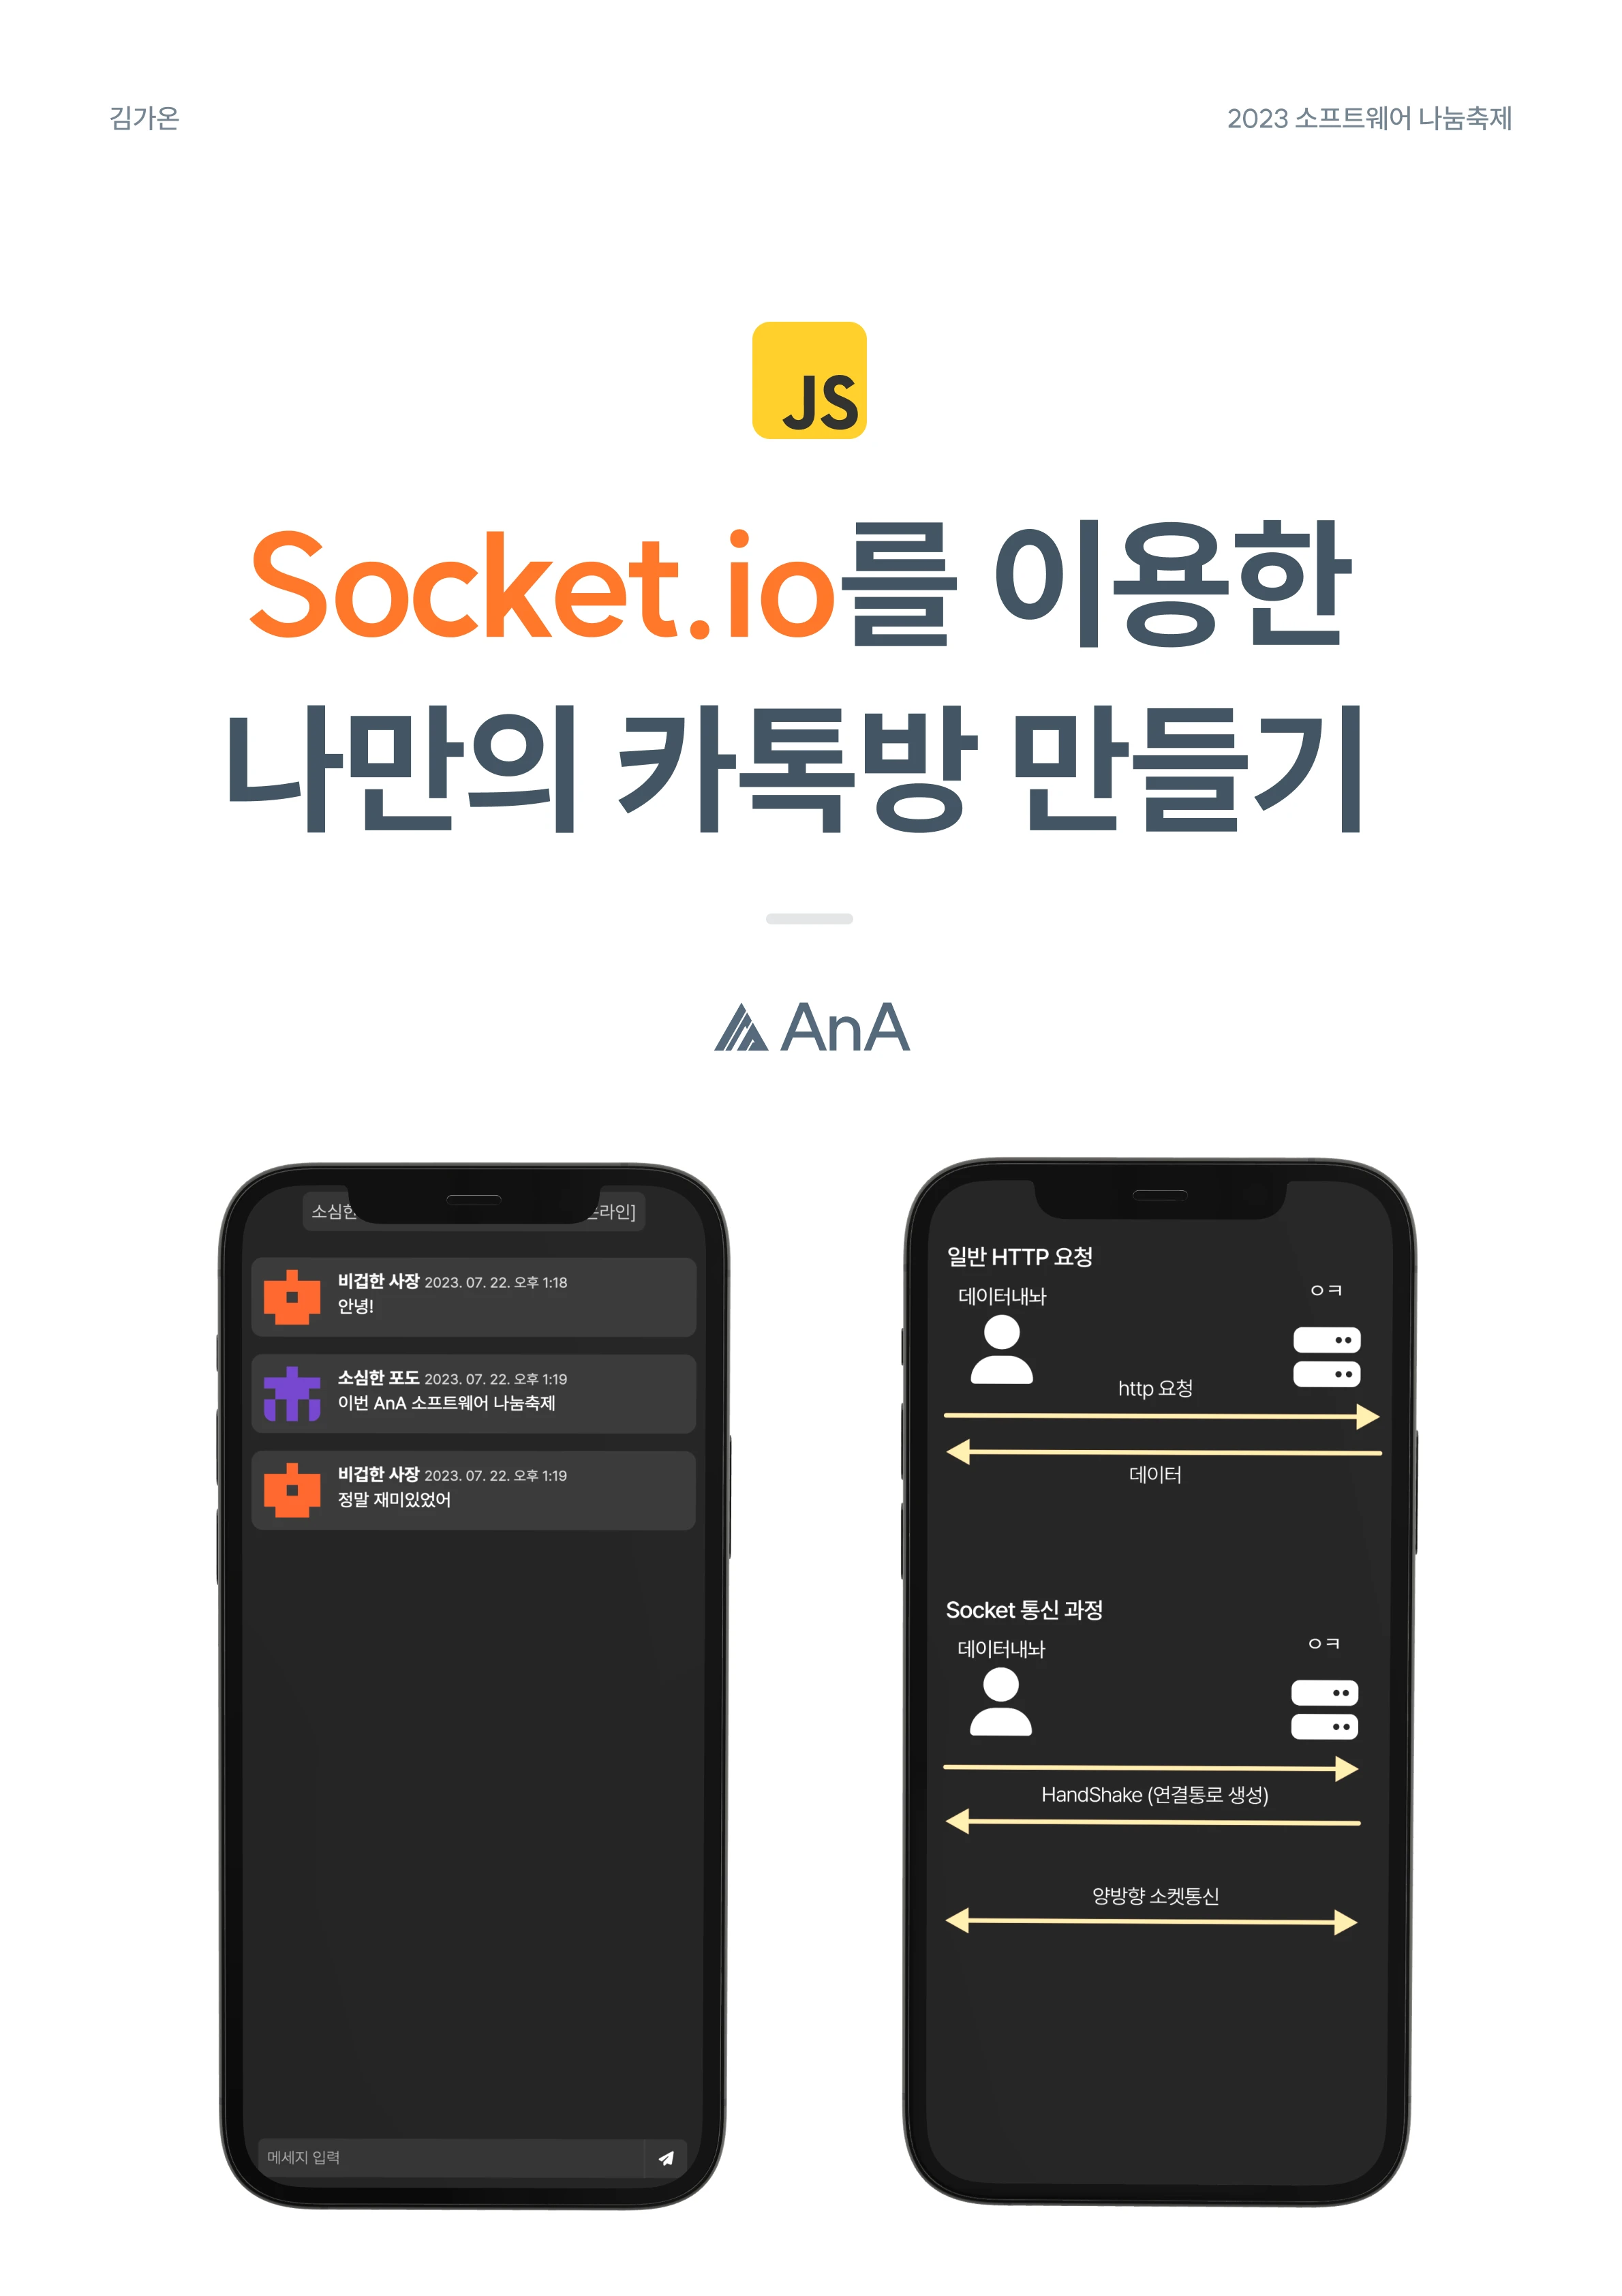 김가온
2023 소프트웨어 나눔축제
JS
Socket.io를 이용한
나만의 카톡방 만들기
AnA
소심한
라인]
비겁한 사장 2023. 07. 22. 오후 1:18
안녕!
소심한 포도 2023. 07. 22. 오후 1:19
이번 AnA 소프트웨어 나눔축제
비겁한 사장 2023. 07. 22. 오후 1:19
정말 재미있었어
메세지 입력
일반 HTTP 요청
데이터내놔
ㅇㅋ
http 요청
데이터
Socket 통신 과정
데이터내놔
ㅇㅋ
HandShake (연결통로 생성)
양방향 소켓통신